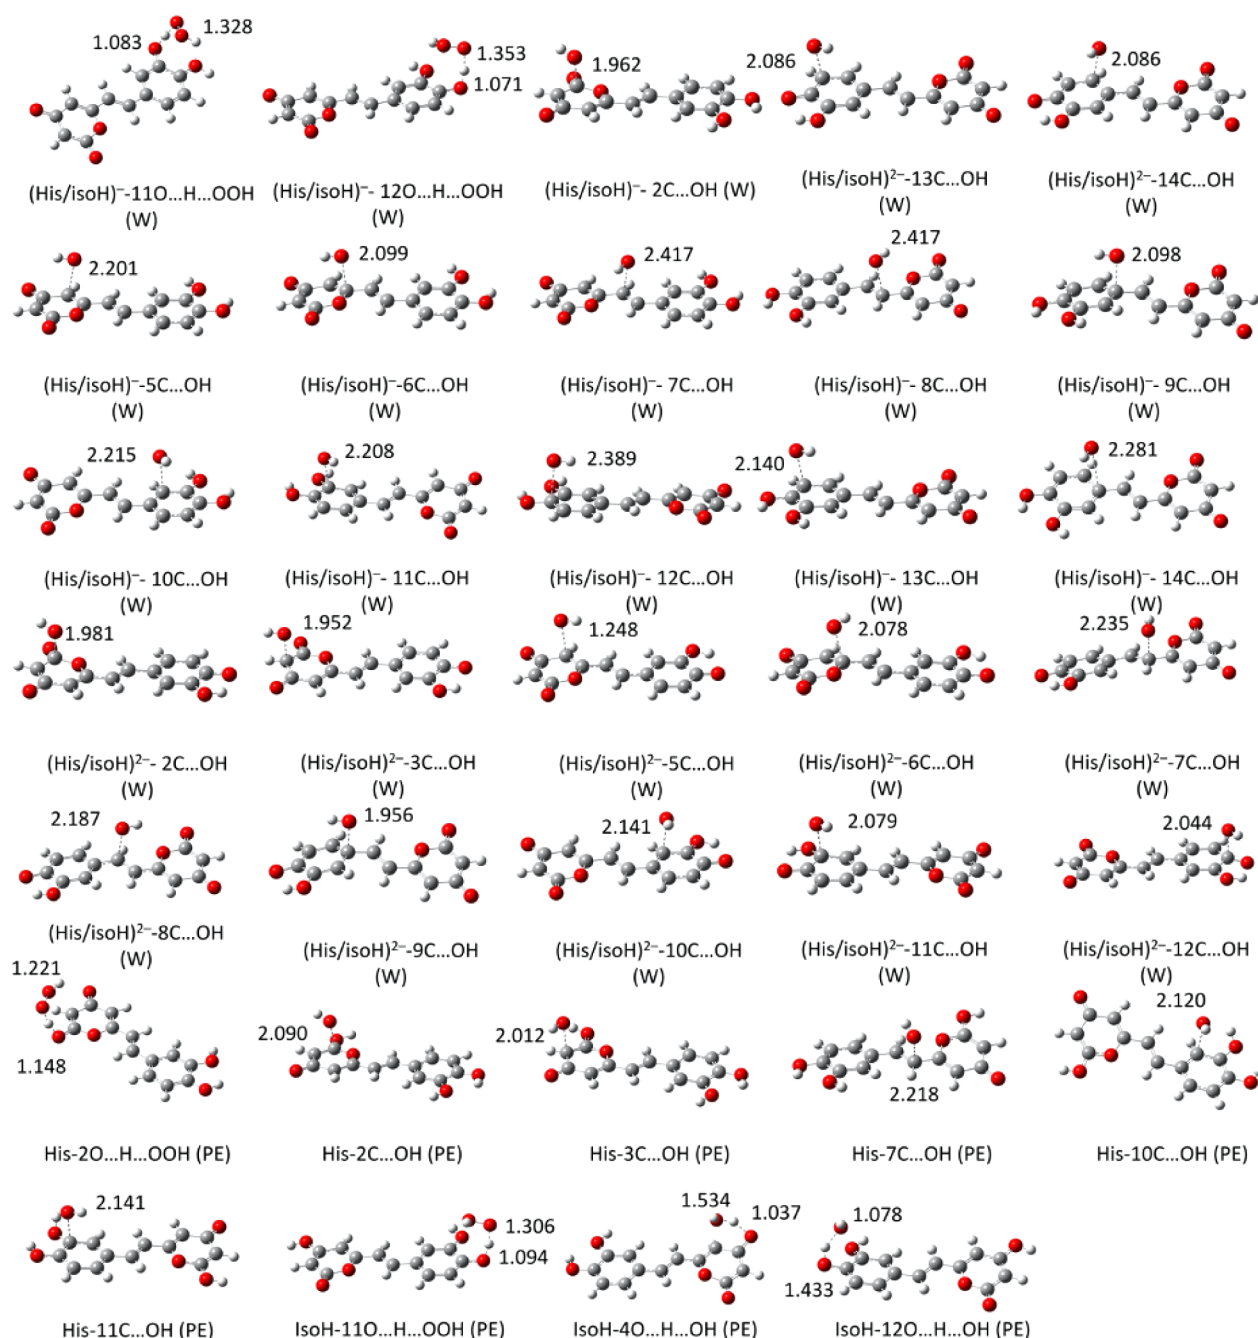 1.083
1.328
1.353
1.071
1.962
2.086
2.086
(His/isoH)⁻-11O...H...OOH
(W)
(His/isoH)⁻- 12O...H...OOH
(W)
(His/isoH)⁻- 2C...OH (W)
(His/isoH)²⁻-13C...OH
(W)
(His/isoH)²⁻-14C...OH
(W)
2.201
2.099
2.417
2.417
2.098
(His/isoH)⁻-5C...OH
(W)
(His/isoH)⁻-6C...OH
(W)
(His/isoH)⁻- 7C...OH
(W)
(His/isoH)⁻- 8C...OH
(W)
(His/isoH)⁻- 9C...OH
(W)
2.215
2.208
2.389
2.140
2.281
(His/isoH)⁻- 10C...OH
(W)
(His/isoH)⁻- 11C...OH
(W)
(His/isoH)⁻- 12C...OH
(W)
(His/isoH)⁻- 13C...OH
(W)
(His/isoH)⁻- 14C...OH
(W)
1.981
1.952
1.248
2.078
2.235
(His/isoH)²⁻- 2C...OH
(W)
(His/isoH)²⁻-3C...OH
(W)
(His/isoH)²⁻-5C...OH
(W)
(His/isoH)²⁻-6C...OH
(W)
(His/isoH)²⁻-7C...OH
(W)
2.187
1.956
2.141
2.079
2.044
(His/isoH)²⁻-8C...OH
(W)
(His/isoH)²⁻-9C...OH
(W)
(His/isoH)²⁻-10C...OH
(W)
(His/isoH)²⁻-11C...OH
(W)
(His/isoH)²⁻-12C...OH
(W)
1.221
1.148
2.090
2.012
2.218
2.120
His-2O...H...OOH (PE)
His-2C...OH (PE)
His-3C...OH (PE)
His-7C...OH (PE)
His-10C...OH (PE)
2.141
1.306
1.094
1.534
1.037
1.078
1.433
His-11C...OH (PE)
IsoH-11O...H...OOH (PE)
IsoH-4O...H...OH (PE)
IsoH-12O...H...OH (PE)